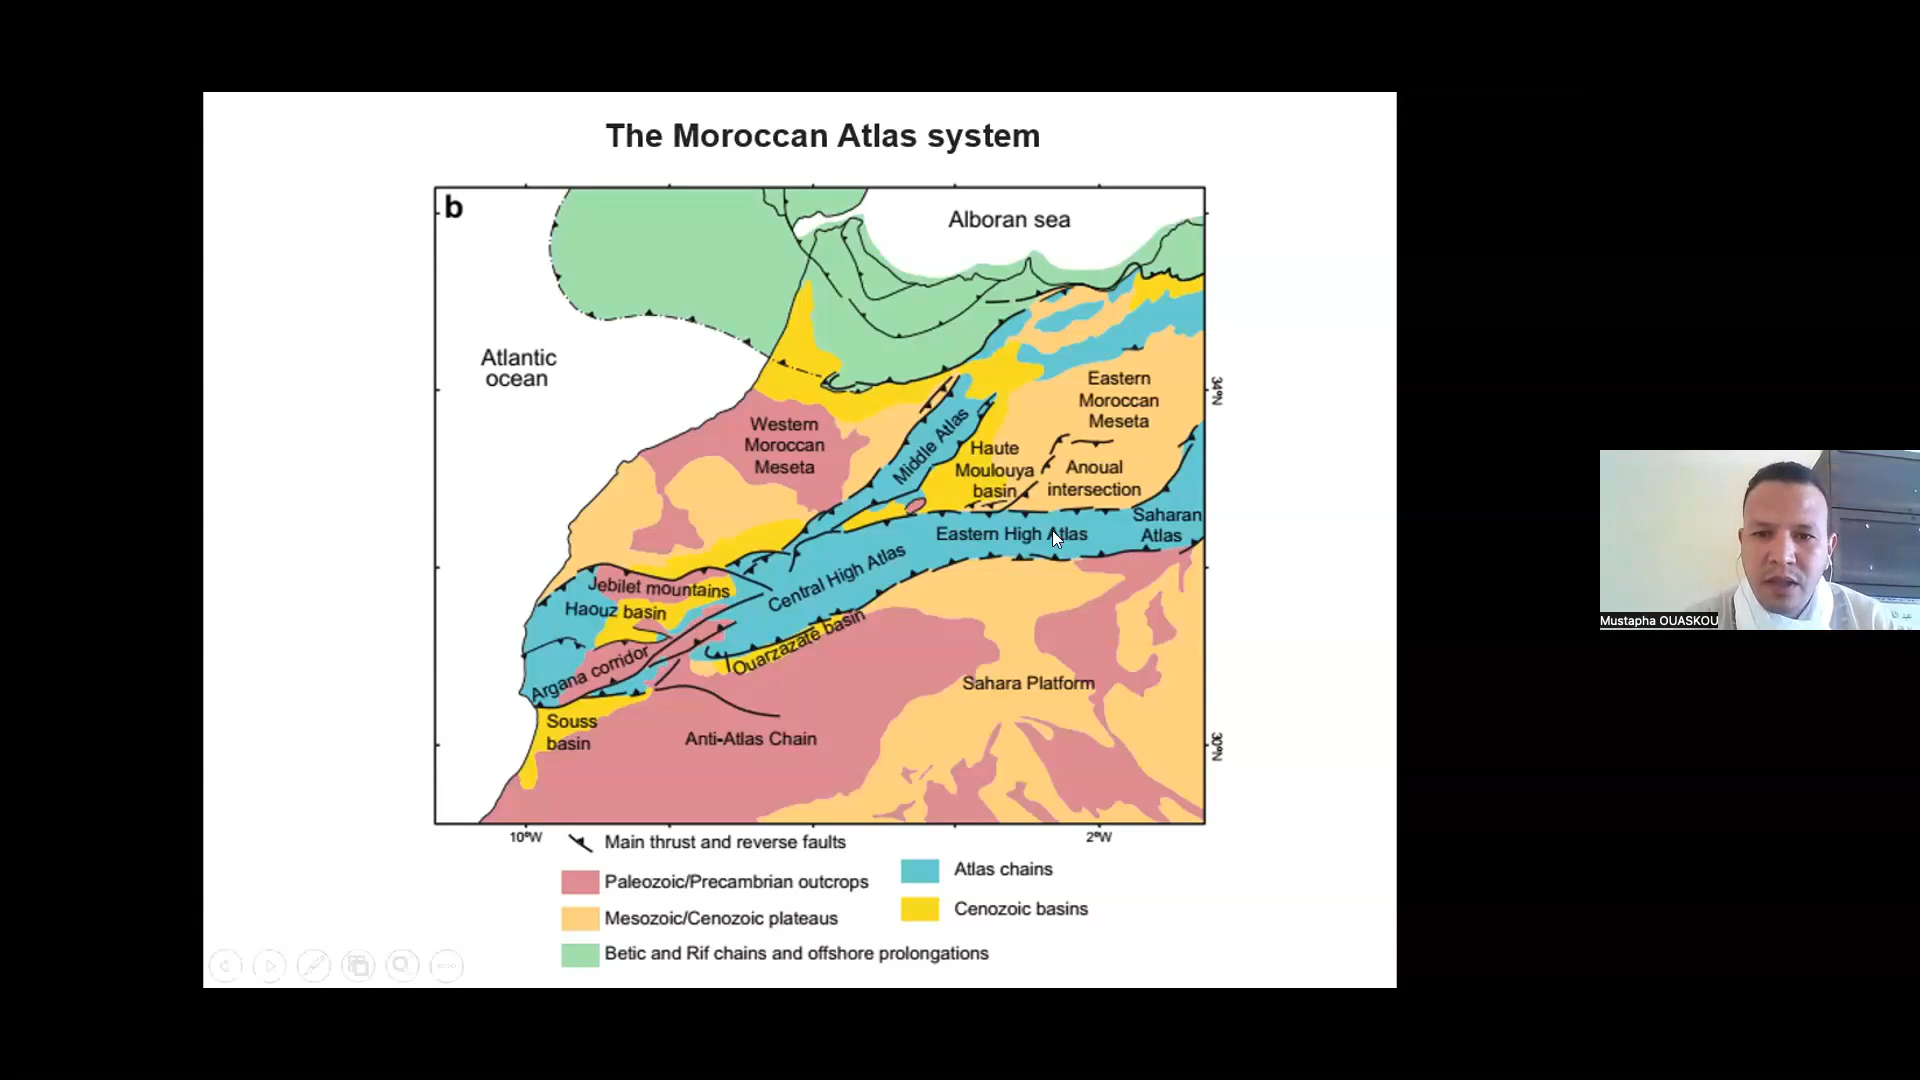 The Moroccan Atlas system
b
Alboran sea
Atlantic
ocean
34°N
Eastern
Moroccan
Meseta
Western
Moroccan
Meseta
Middle Atlas
Haute
Moulouya
basin
Anoual
intersection
Saharan
Atlas
Eastern High Atlas
Central High Atlas
Jebilet mountains
Haouz basin
Ouarzazate basin
Argana corridor
Sahara Platform
Souss
basin
Anti-Atlas Chain
30°N
10°W
2°W
Main thrust and reverse faults
Paleozoic/Precambrian outcrops
Atlas chains
Mesozoic/Cenozoic plateaus
Cenozoic basins
Betic and Rif chains and offshore prolongations
Mustapha OUASKOU